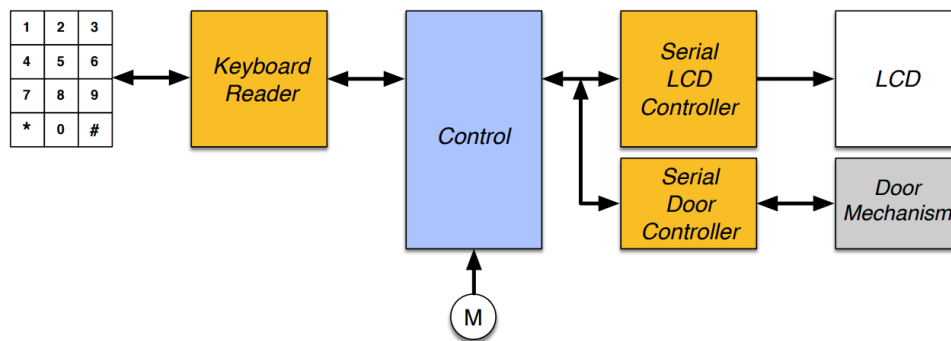 1 2 3
4 5 6
7 8 9
* 0 #
Keyboard
Reader
Control
M
Serial
LCD
Controller
LCD
Serial
Door
Controller
Door
Mechanism